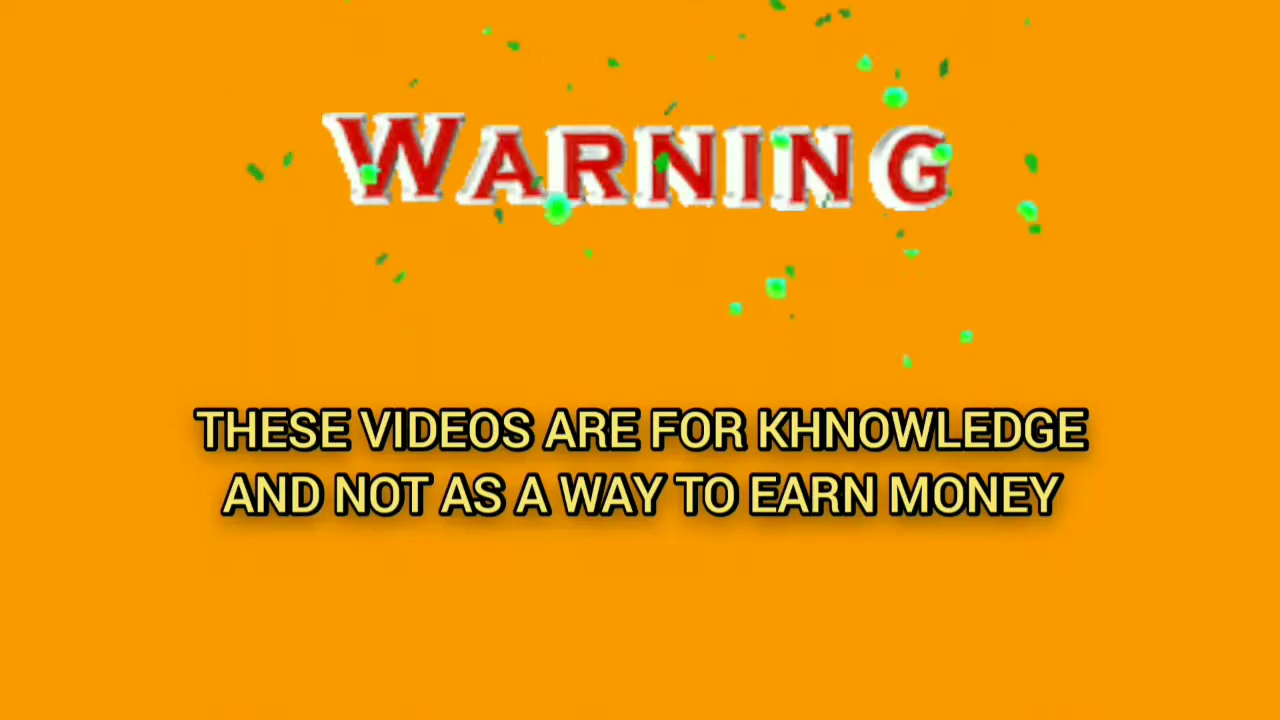 WARNING
THESE VIDEOS ARE FOR KHNOWLEDGE
AND NOT AS A WAY TO EARN MONEY